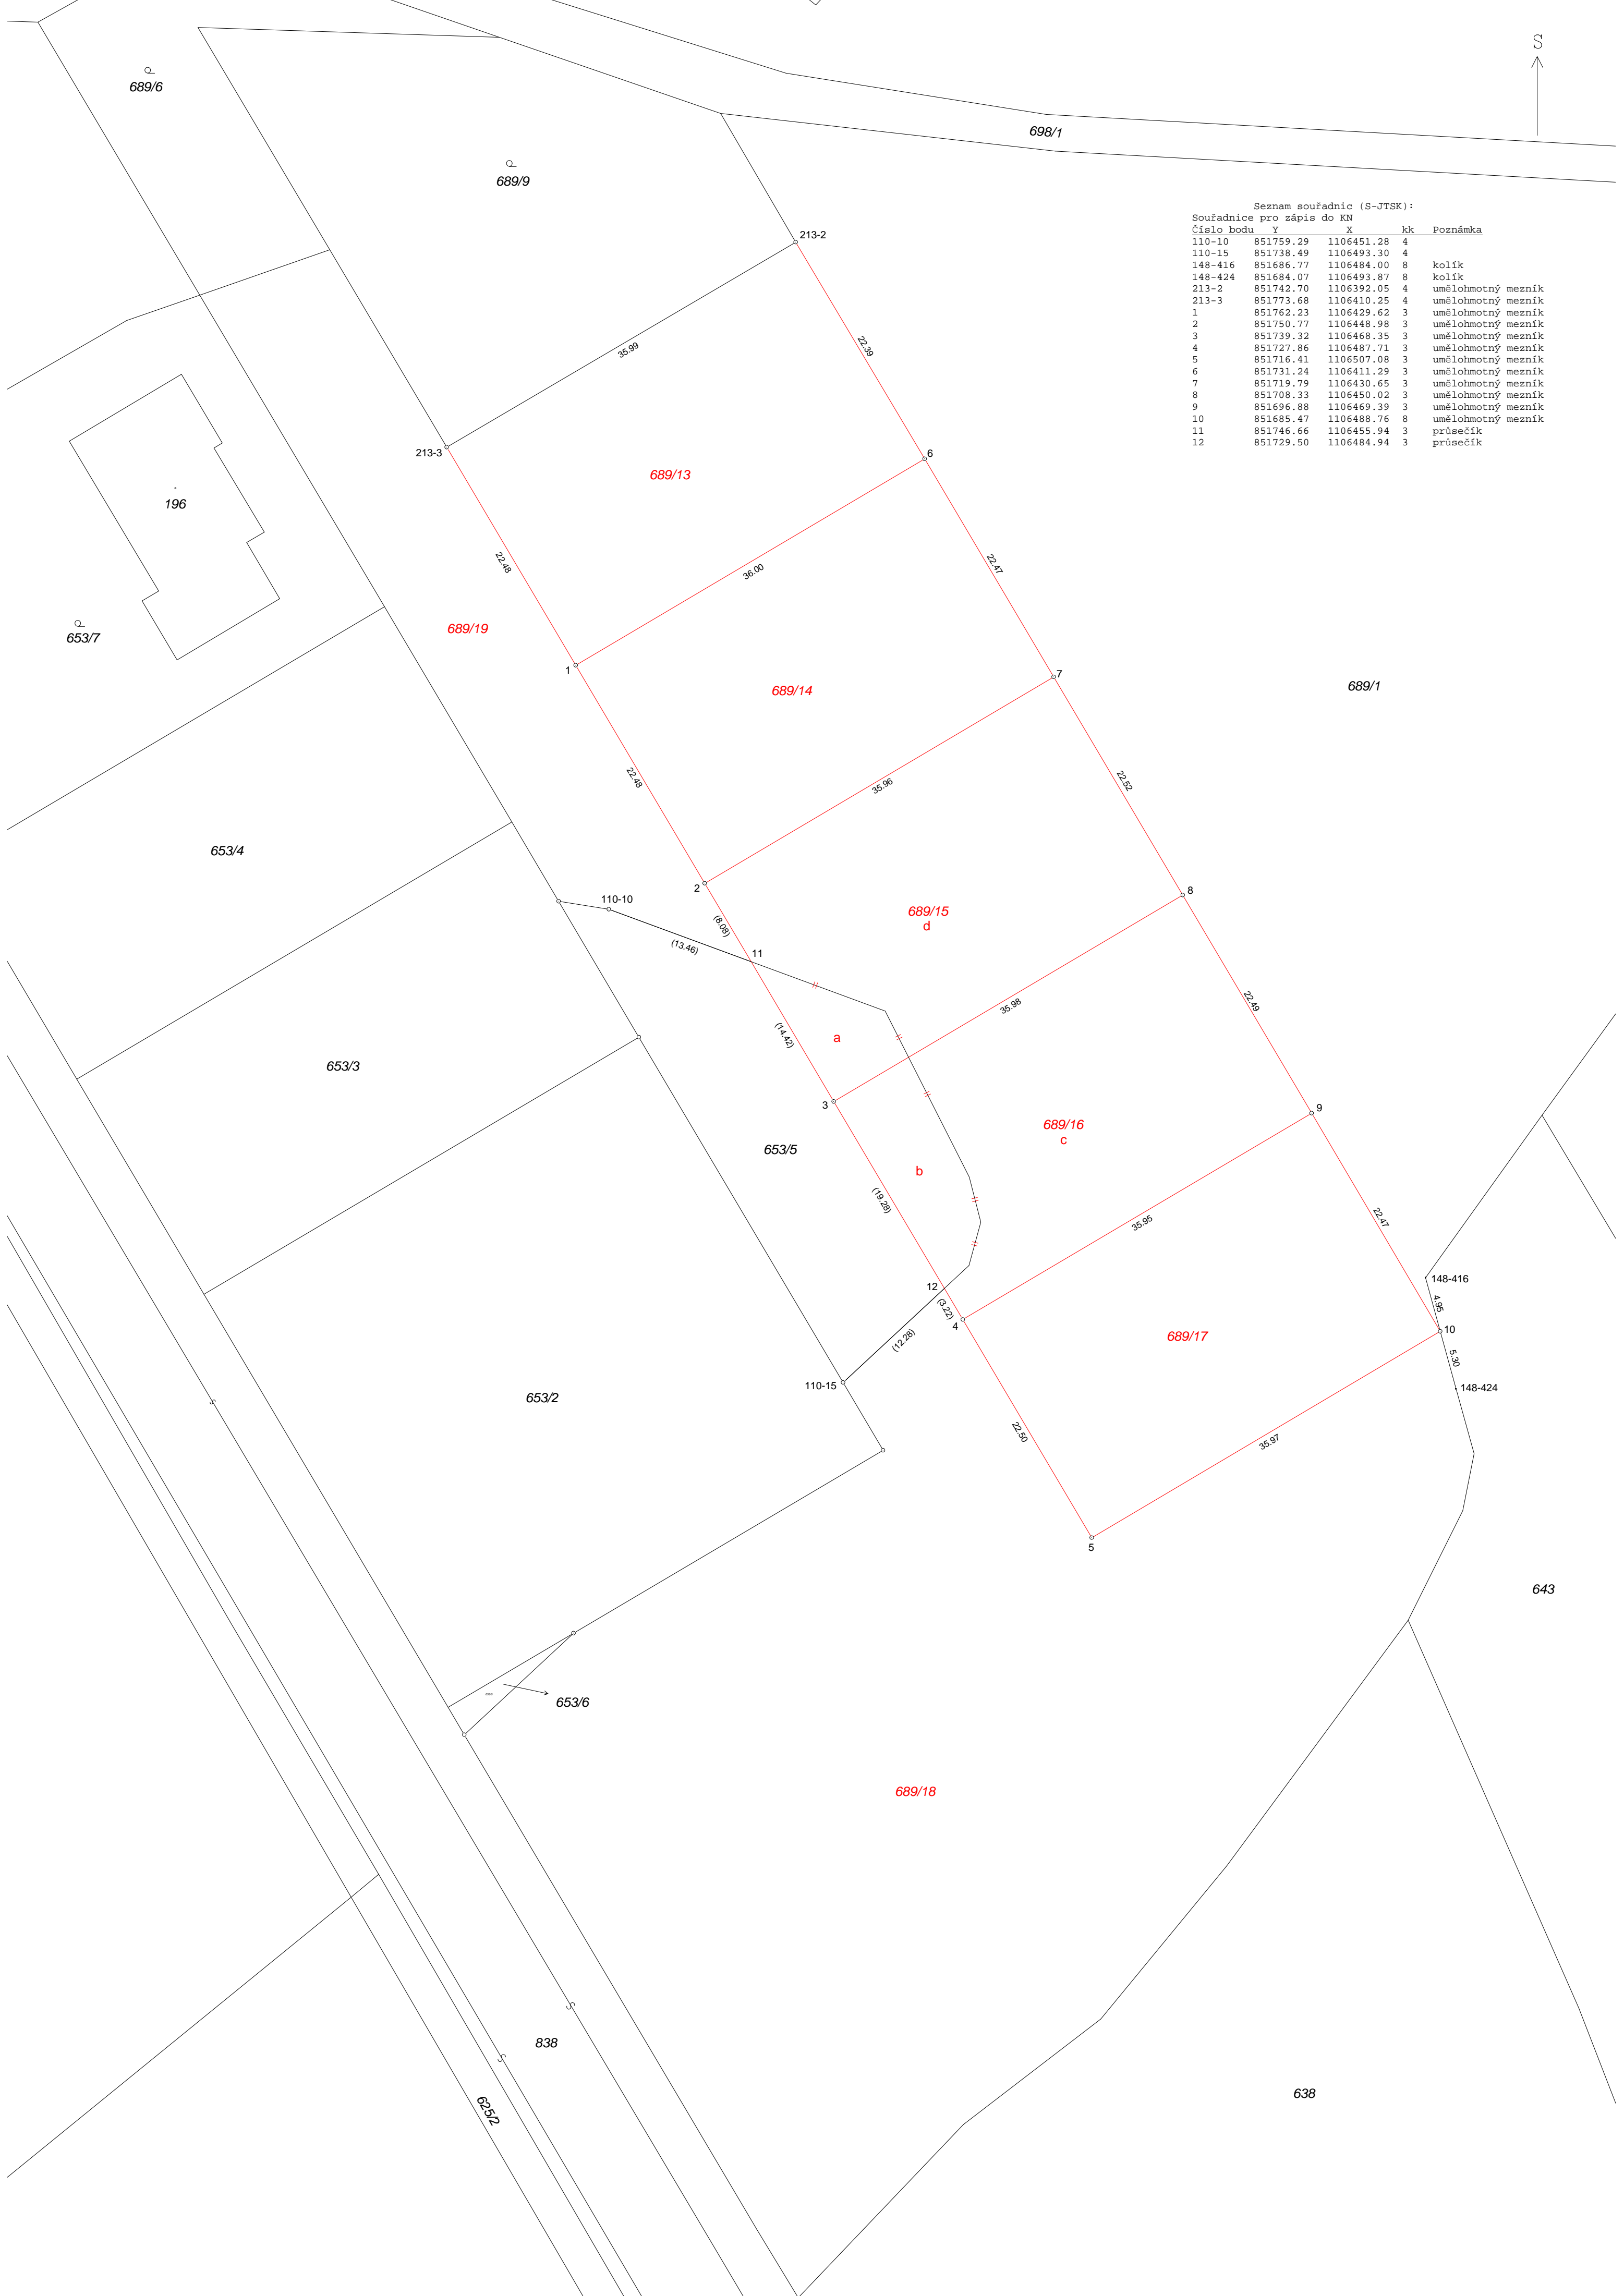 S
689/6
698/1
689/9
213-2
Seznam souřadnic (S-JTSK):
Souřadnice pro zápis do KN
Číslo bodu Y X kk Poznámka
110-10 851759.29 1106451.28 4
110-15 851738.49 1106493.30 4
148-416 851686.77 1106484.00 8 kolík
148-424 851684.07 1106493.87 8 kolík
213-2 851742.70 1106392.05 4 umělohmotný mezník
213-3 851773.68 1106410.25 4 umělohmotný mezník
1 851762.23 1106429.62 3 umělohmotný mezník
2 851750.77 1106448.98 3 umělohmotný mezník
3 851739.32 1106468.35 3 umělohmotný mezník
4 851727.86 1106487.71 3 umělohmotný mezník
5 851716.41 1106507.08 3 umělohmotný mezník
6 851731.24 1106411.29 3 umělohmotný mezník
7 851719.79 1106430.65 3 umělohmotný mezník
8 851708.33 1106450.02 3 umělohmotný mezník
9 851696.88 1106469.39 3 umělohmotný mezník
10 851685.47 1106488.76 8 umělohmotný mezník
11 851746.66 1106455.94 3 průsečík
12 851729.50 1106484.94 3 průsečík
22.39
35.99
213-3
6
689/13
196
22.48
22.47
36.00
653/7
689/19
1
7
689/14
689/1
22.48
35.96
22.52
653/4
2
8
110-10
689/15
d
(8.08)
(13.46)
11
35.98
22.49
(14.42)
a
653/3
3
9
689/16
c
653/5
b
(19.28)
35.95
22.47
148-416
12
4.95
(3.22)
4
10
689/17
(12.28)
5.30
110-15
148-424
653/2
22.50
35.97
5
643
653/6
689/18
838
638
625/2